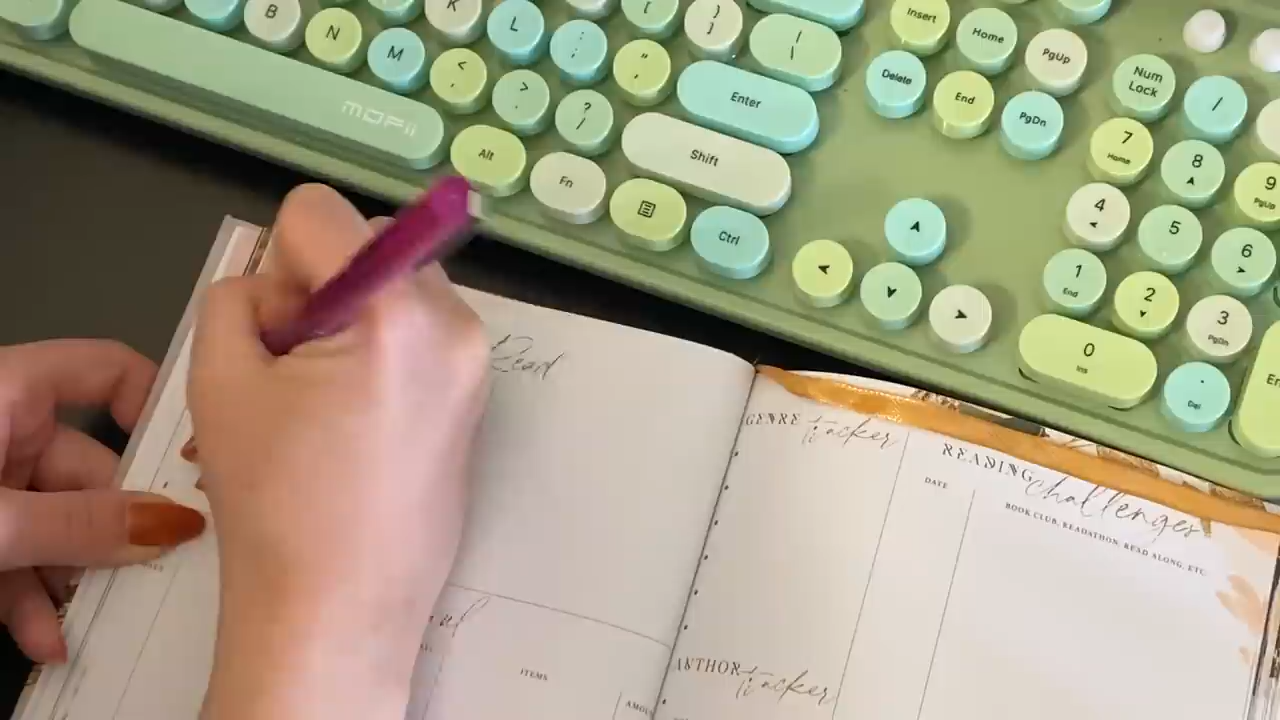 B N M K L
< , > . ? / : ; " ' { [ } ] | \
MOFII
Alt Fn Ctrl
Enter
Shift
Insert Home PgUp
Delete End PgDn
Num Lock /
7 Home 8 9 PgUp
4 5 6
1 End 2 3 PgDn
0 Ins . Del
Read
ITEMS
GENRE tracker
AUTHOR tracker
READING challenges
DATE
BOOK CLUB, READATHON, READ ALONG, ETC.